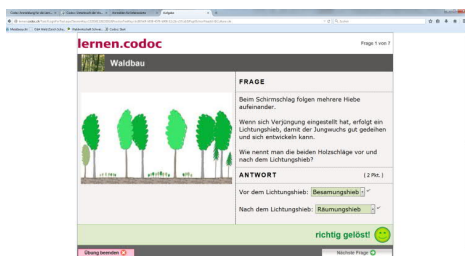 lernen.codoc
Frage 1 von 7
Waldbau
FRAGE
Beim Schirmschlag folgen mehrere Hiebe
aufeinander.
Wenn sich Verjüngung eingestellt hat, erfolgt ein
Lichtungshieb, damit der Jungwuchs gut gedeihen
und sich entwickeln kann.
Wie nennt man die beiden Holzschläge vor und
nach dem Lichtungshieb?
ANTWORT
[ 2 Pkt. ]
Vor dem Lichtungshieb: Besamungshieb
Nach dem Lichtungshieb: Räumungshieb
richtig gelöst!
Übung beenden
Nächste Frage